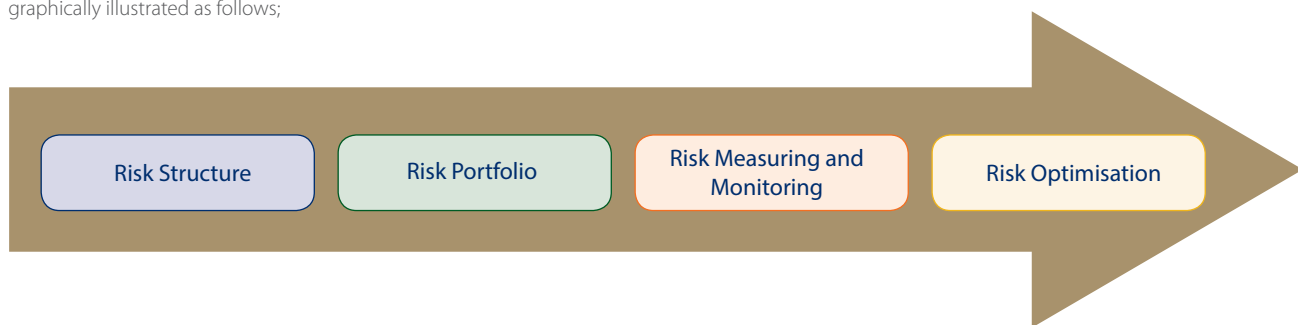 graphically illustrated as follows;
Risk Structure
Risk Portfolio
Risk Measuring and
Monitoring
Risk Optimisation